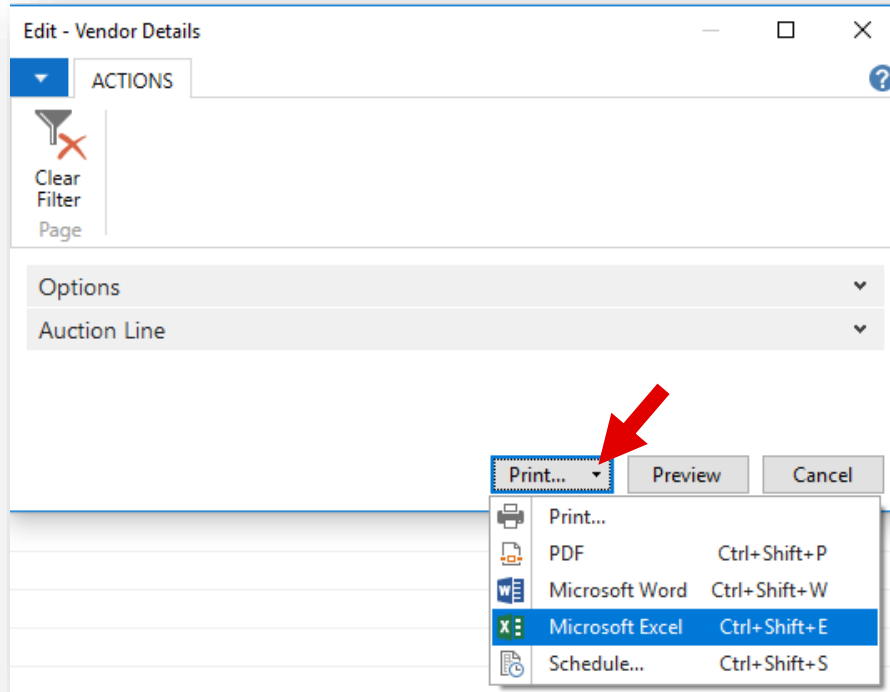 Edit - Vendor Details
ACTIONS
?
Clear
Filter
Page
Options
Auction Line
Print... Preview Cancel
Print...
PDF Ctrl+Shift+P
Microsoft Word Ctrl+Shift+W
Microsoft Excel Ctrl+Shift+E
Schedule... Ctrl+Shift+S